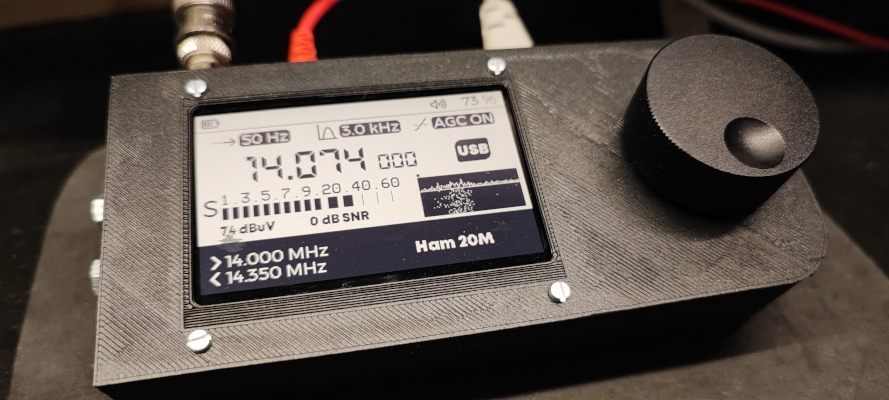 73 %
50 Hz 3.0 kHz AGC ON
14.074 000 USB
S 1.3.5.7.9.20.40.60
74 dBuV 0 dB SNR
>14.000 MHz Ham 20M
<14.350 MHz